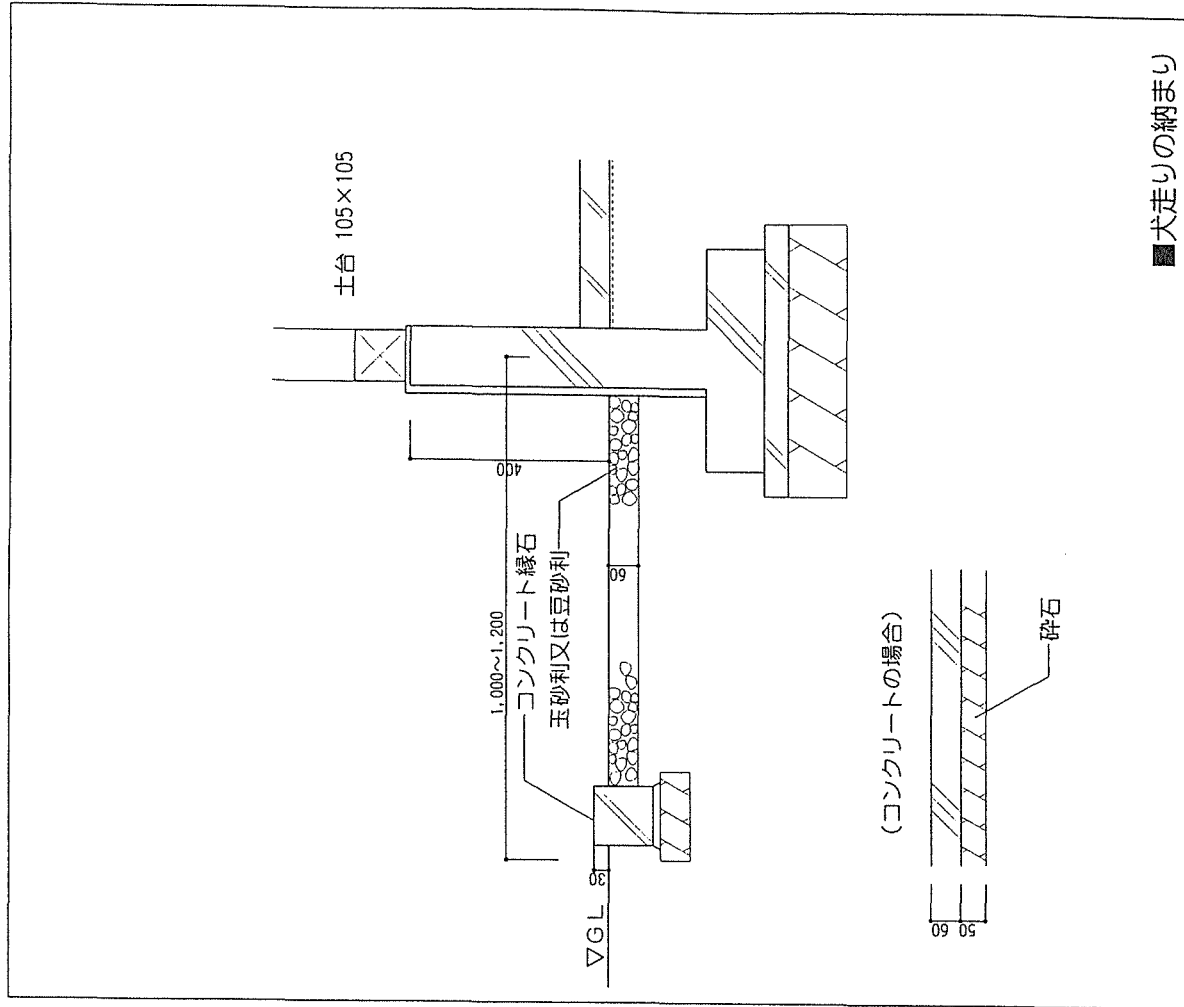 土台 105×105
400
1,000～1,200
コンクリート縁石
玉砂利又は豆砂利
60
30
▽GL
(コンクリートの場合)
60
50
砕石
■犬走りの納まり